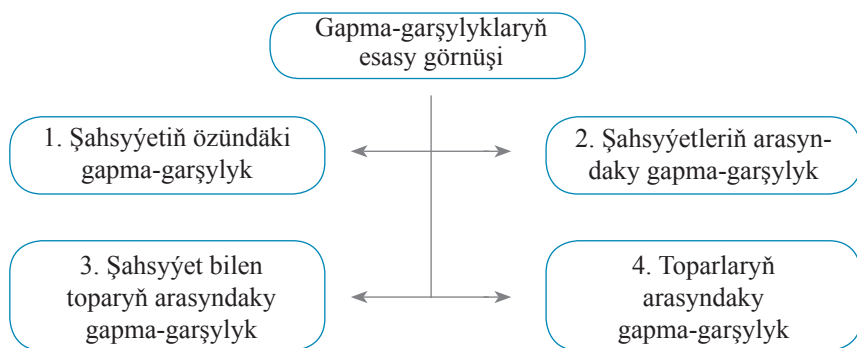 Gapma-garşylyklaryň
esasy görnüşi
1. Şahsyýetiň özündäki
gapma-garşylyk
2. Şahsyýetleriň arasyn-
daky gapma-garşylyk
3. Şahsyýet bilen
toparyň arasyndaky
gapma-garşylyk
4. Toparlaryň
arasyndaky
gapma-garşylyk